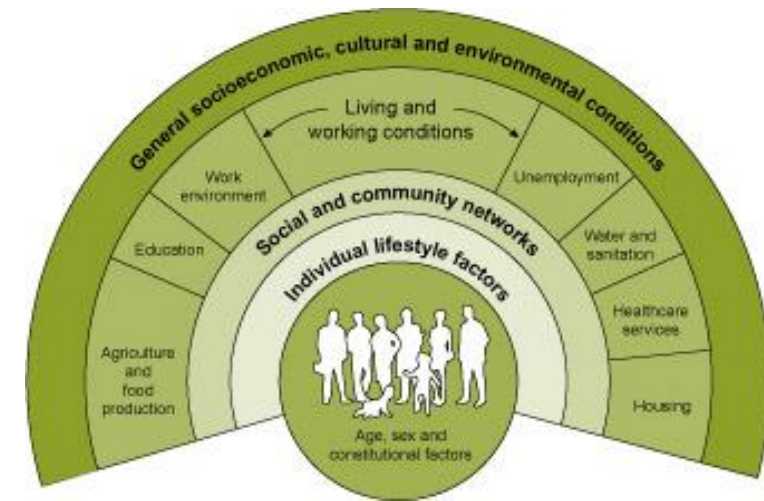 General socioeconomic, cultural and environmental conditions
Living and
working conditions
Work
environment
Unemployment
Education
Water and
sanitation
Social and community networks
Individual lifestyle factors
Healthcare
services
Agriculture
and
food
production
Housing
Age, sex and
constitutional factors